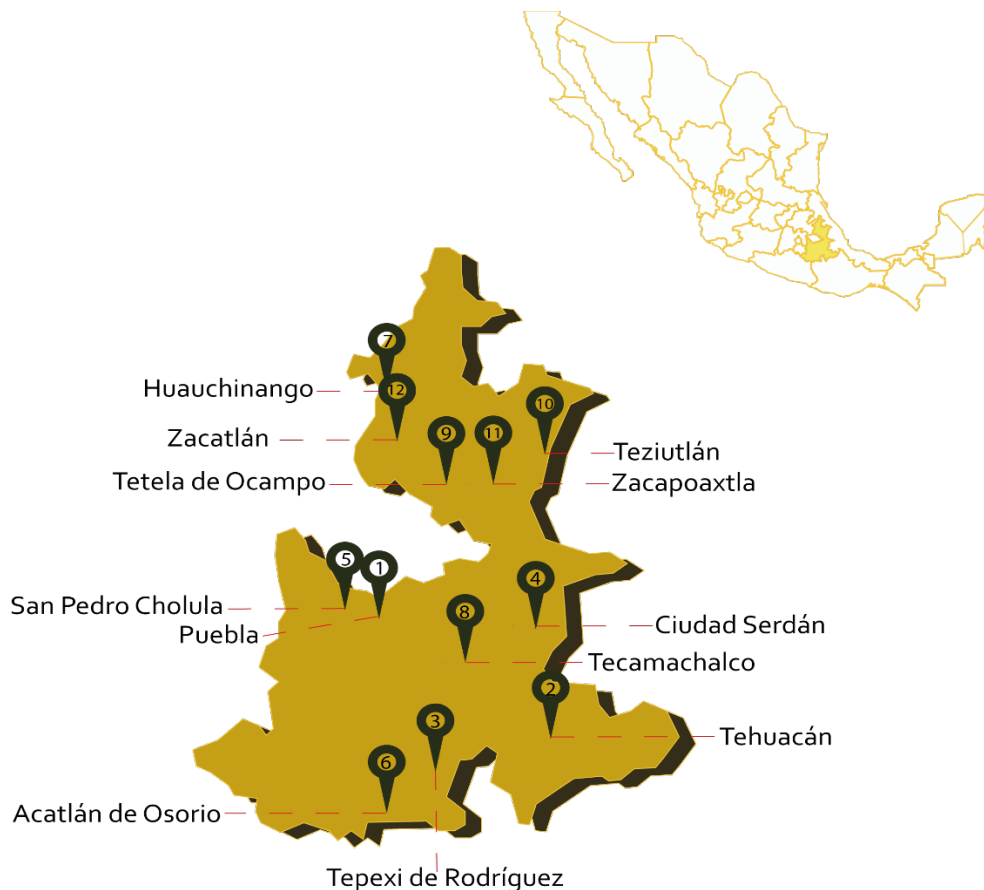 7
Huauchinango
12
10
Zacatlán
9
11
Teziutlán
Tetela de Ocampo
Zacapoaxtla
5
1
4
San Pedro Cholula
8
Puebla
Ciudad Serdán
Tecamachalco
2
3
Tehuacán
6
Acatlán de Osorio
Tepexi de Rodríguez